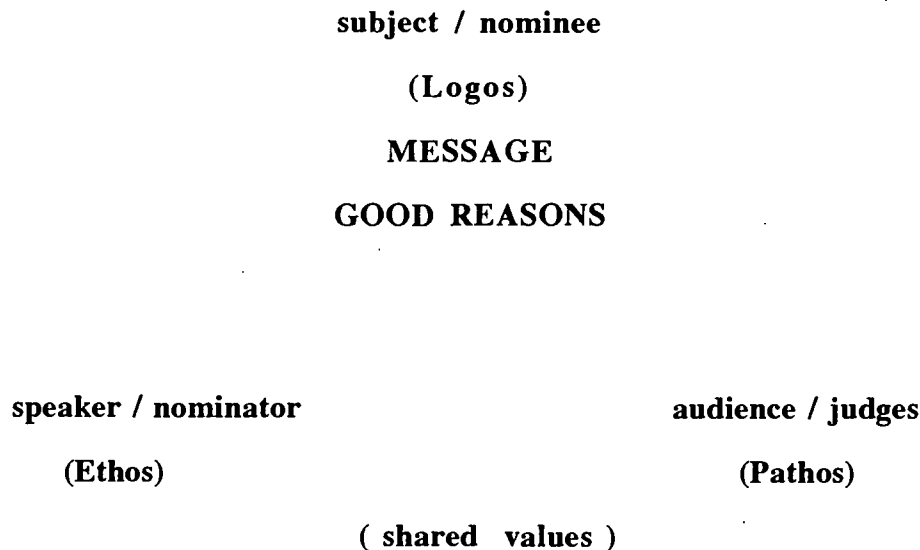 subject / nominee
(Logos)
MESSAGE
GOOD REASONS
speaker / nominator
audience / judges
(Ethos)
(Pathos)
( shared values )